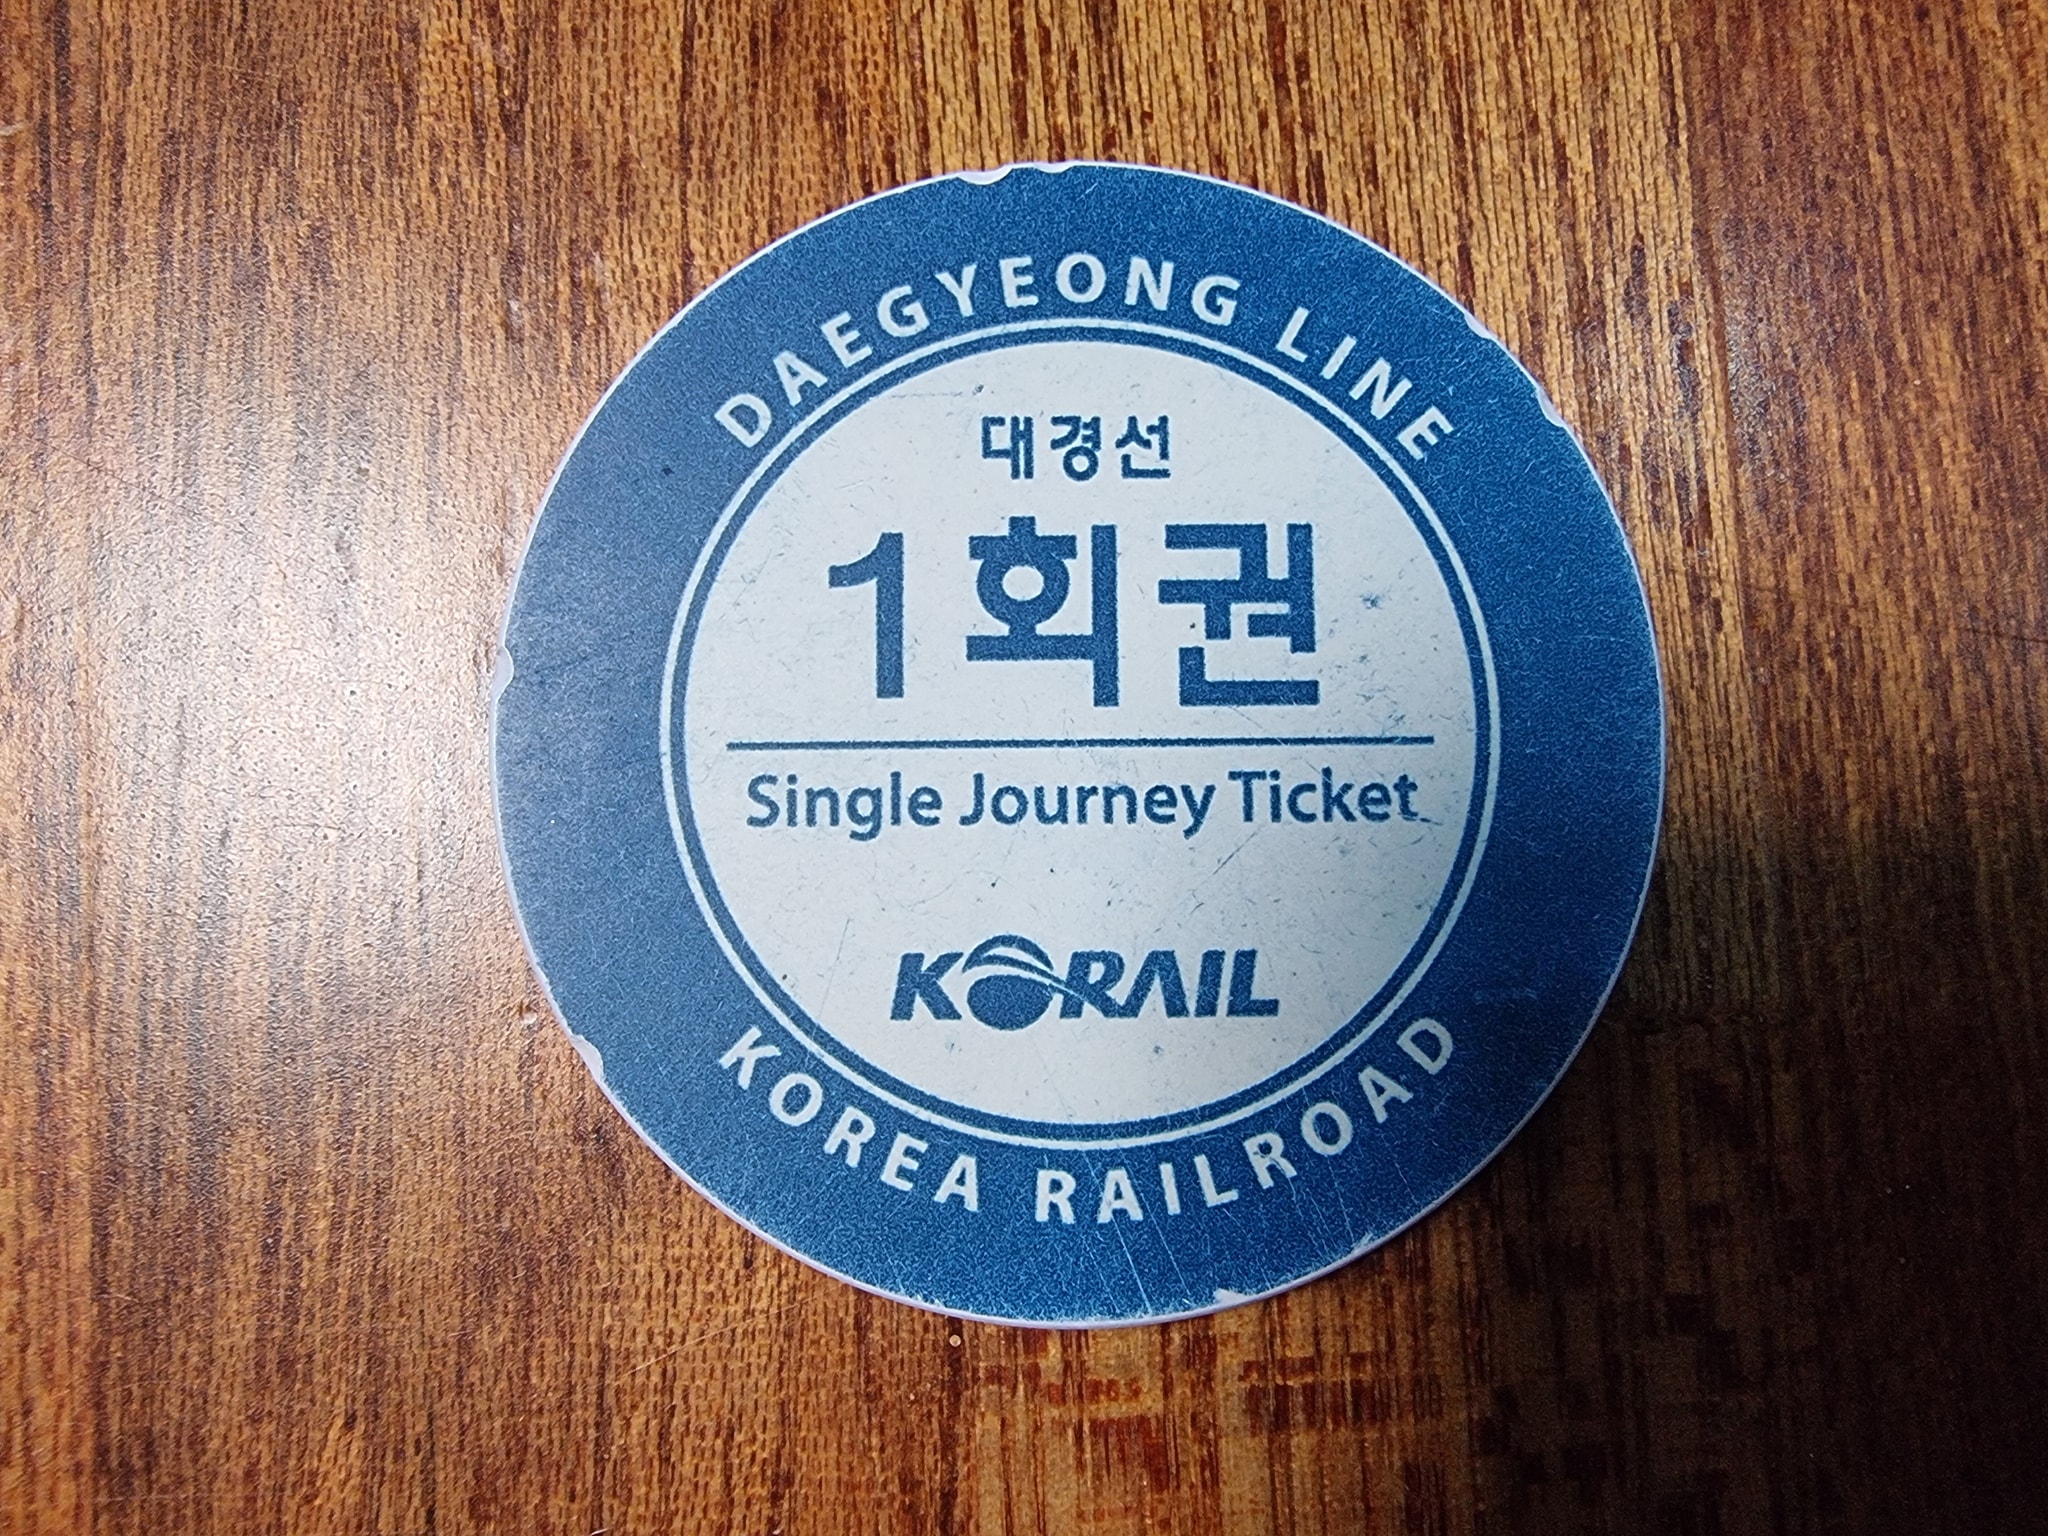 DAEGYEONG LINE
대경선
1회권
Single Journey Ticket
KORAIL
KOREA RAILROAD